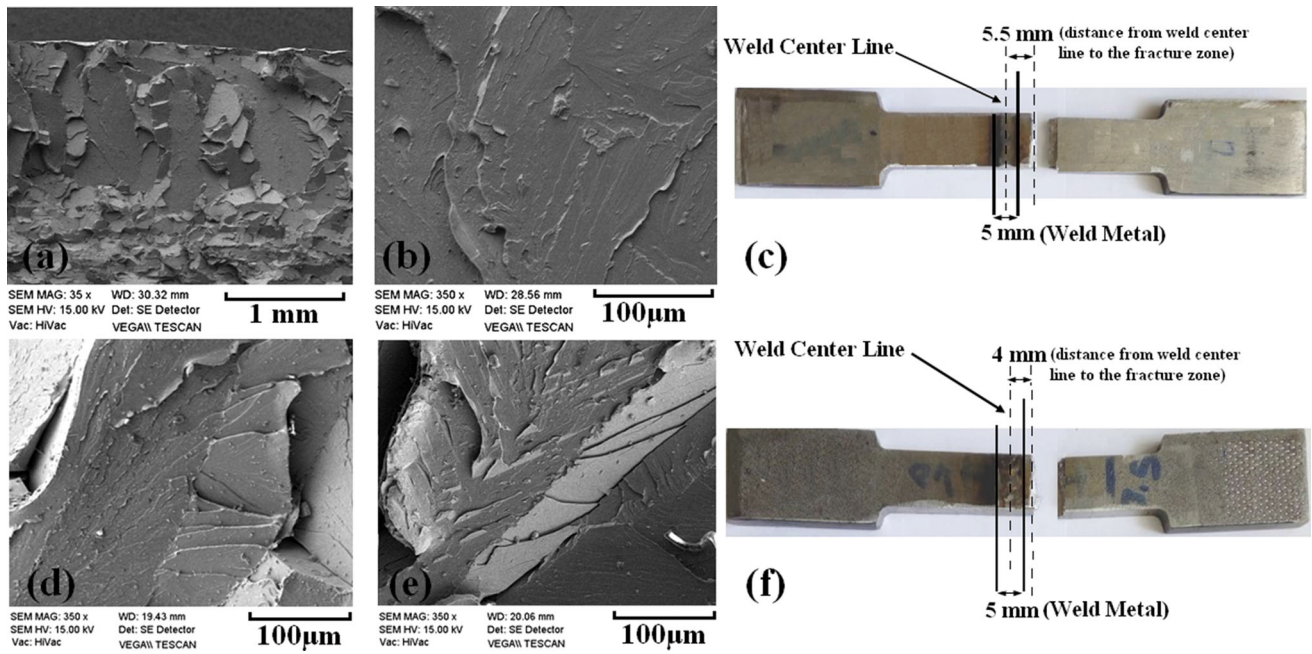 (a)
SEM MAG: 35 x WD: 30.32 mm
SEM HV: 15.00 kV Det: SE Detector
Vac: HiVac VEGA\\ TESCAN
1 mm
(b)
SEM MAG: 350 x WD: 28.56 mm
SEM HV: 15.00 kV Det: SE Detector
Vac: HiVac VEGA\\ TESCAN
100μm
5.5 mm (distance from weld center
line to the fracture zone)
Weld Center Line
5 mm (Weld Metal)
(c)
(d)
SEM MAG: 350 x WD: 19.43 mm
SEM HV: 15.00 kV Det: SE Detector
Vac: HiVac VEGA\\ TESCAN
100μm
(e)
SEM MAG: 350 x WD: 20.06 mm
SEM HV: 15.00 kV Det: SE Detector
Vac: HiVac VEGA\\ TESCAN
100μm
Weld Center Line
4 mm (distance from weld center
line to the fracture zone)
5 mm (Weld Metal)
(f)